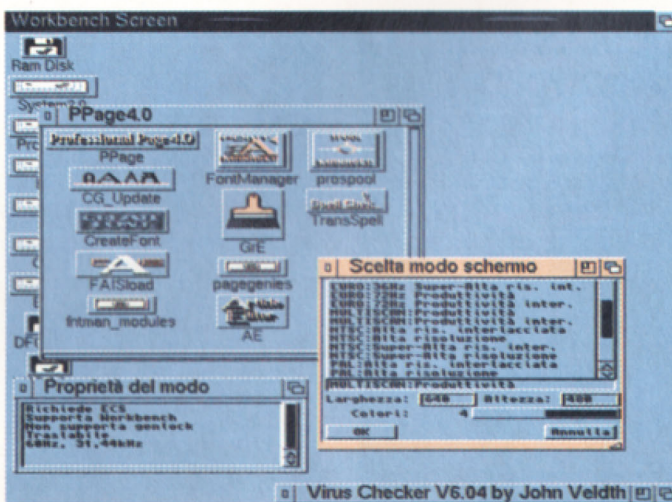 Workbench Screen
Ram Disk
System2.0
PPage4.0
Professional Page4.0
PPage
FontManager
prospool
CG_Update
TransSpell
CreateFont
GrE
FAISload
pagegenies
fntman_modules
AE
Scelta modo schermo
EURO:36Hz Super-Alta ris. int.
EURO:72Hz Produttività
EURO:72Hz Produttività inter.
MULTISCAN:Produttività
MULTISCAN:Produttività inter.
NTSC:Alta ris. interlacciata
NTSC:Alta risoluzione
NTSC:Super-Alta ris. inter.
NTSC:Super-Alta risoluzione
PAL:Alta ris. interlacciata
PAL:Alta risoluzione
MULTISCAN:Produttività
Larghezza: 640 Altezza: 480
Colori: 4
OK Annulla
Proprietà del modo
Richiede ECS
Supporta Workbench
Non supporta genlock
Traslabile
60Hz, 31,44kHz
Virus Checker V6.04 by John Veldth